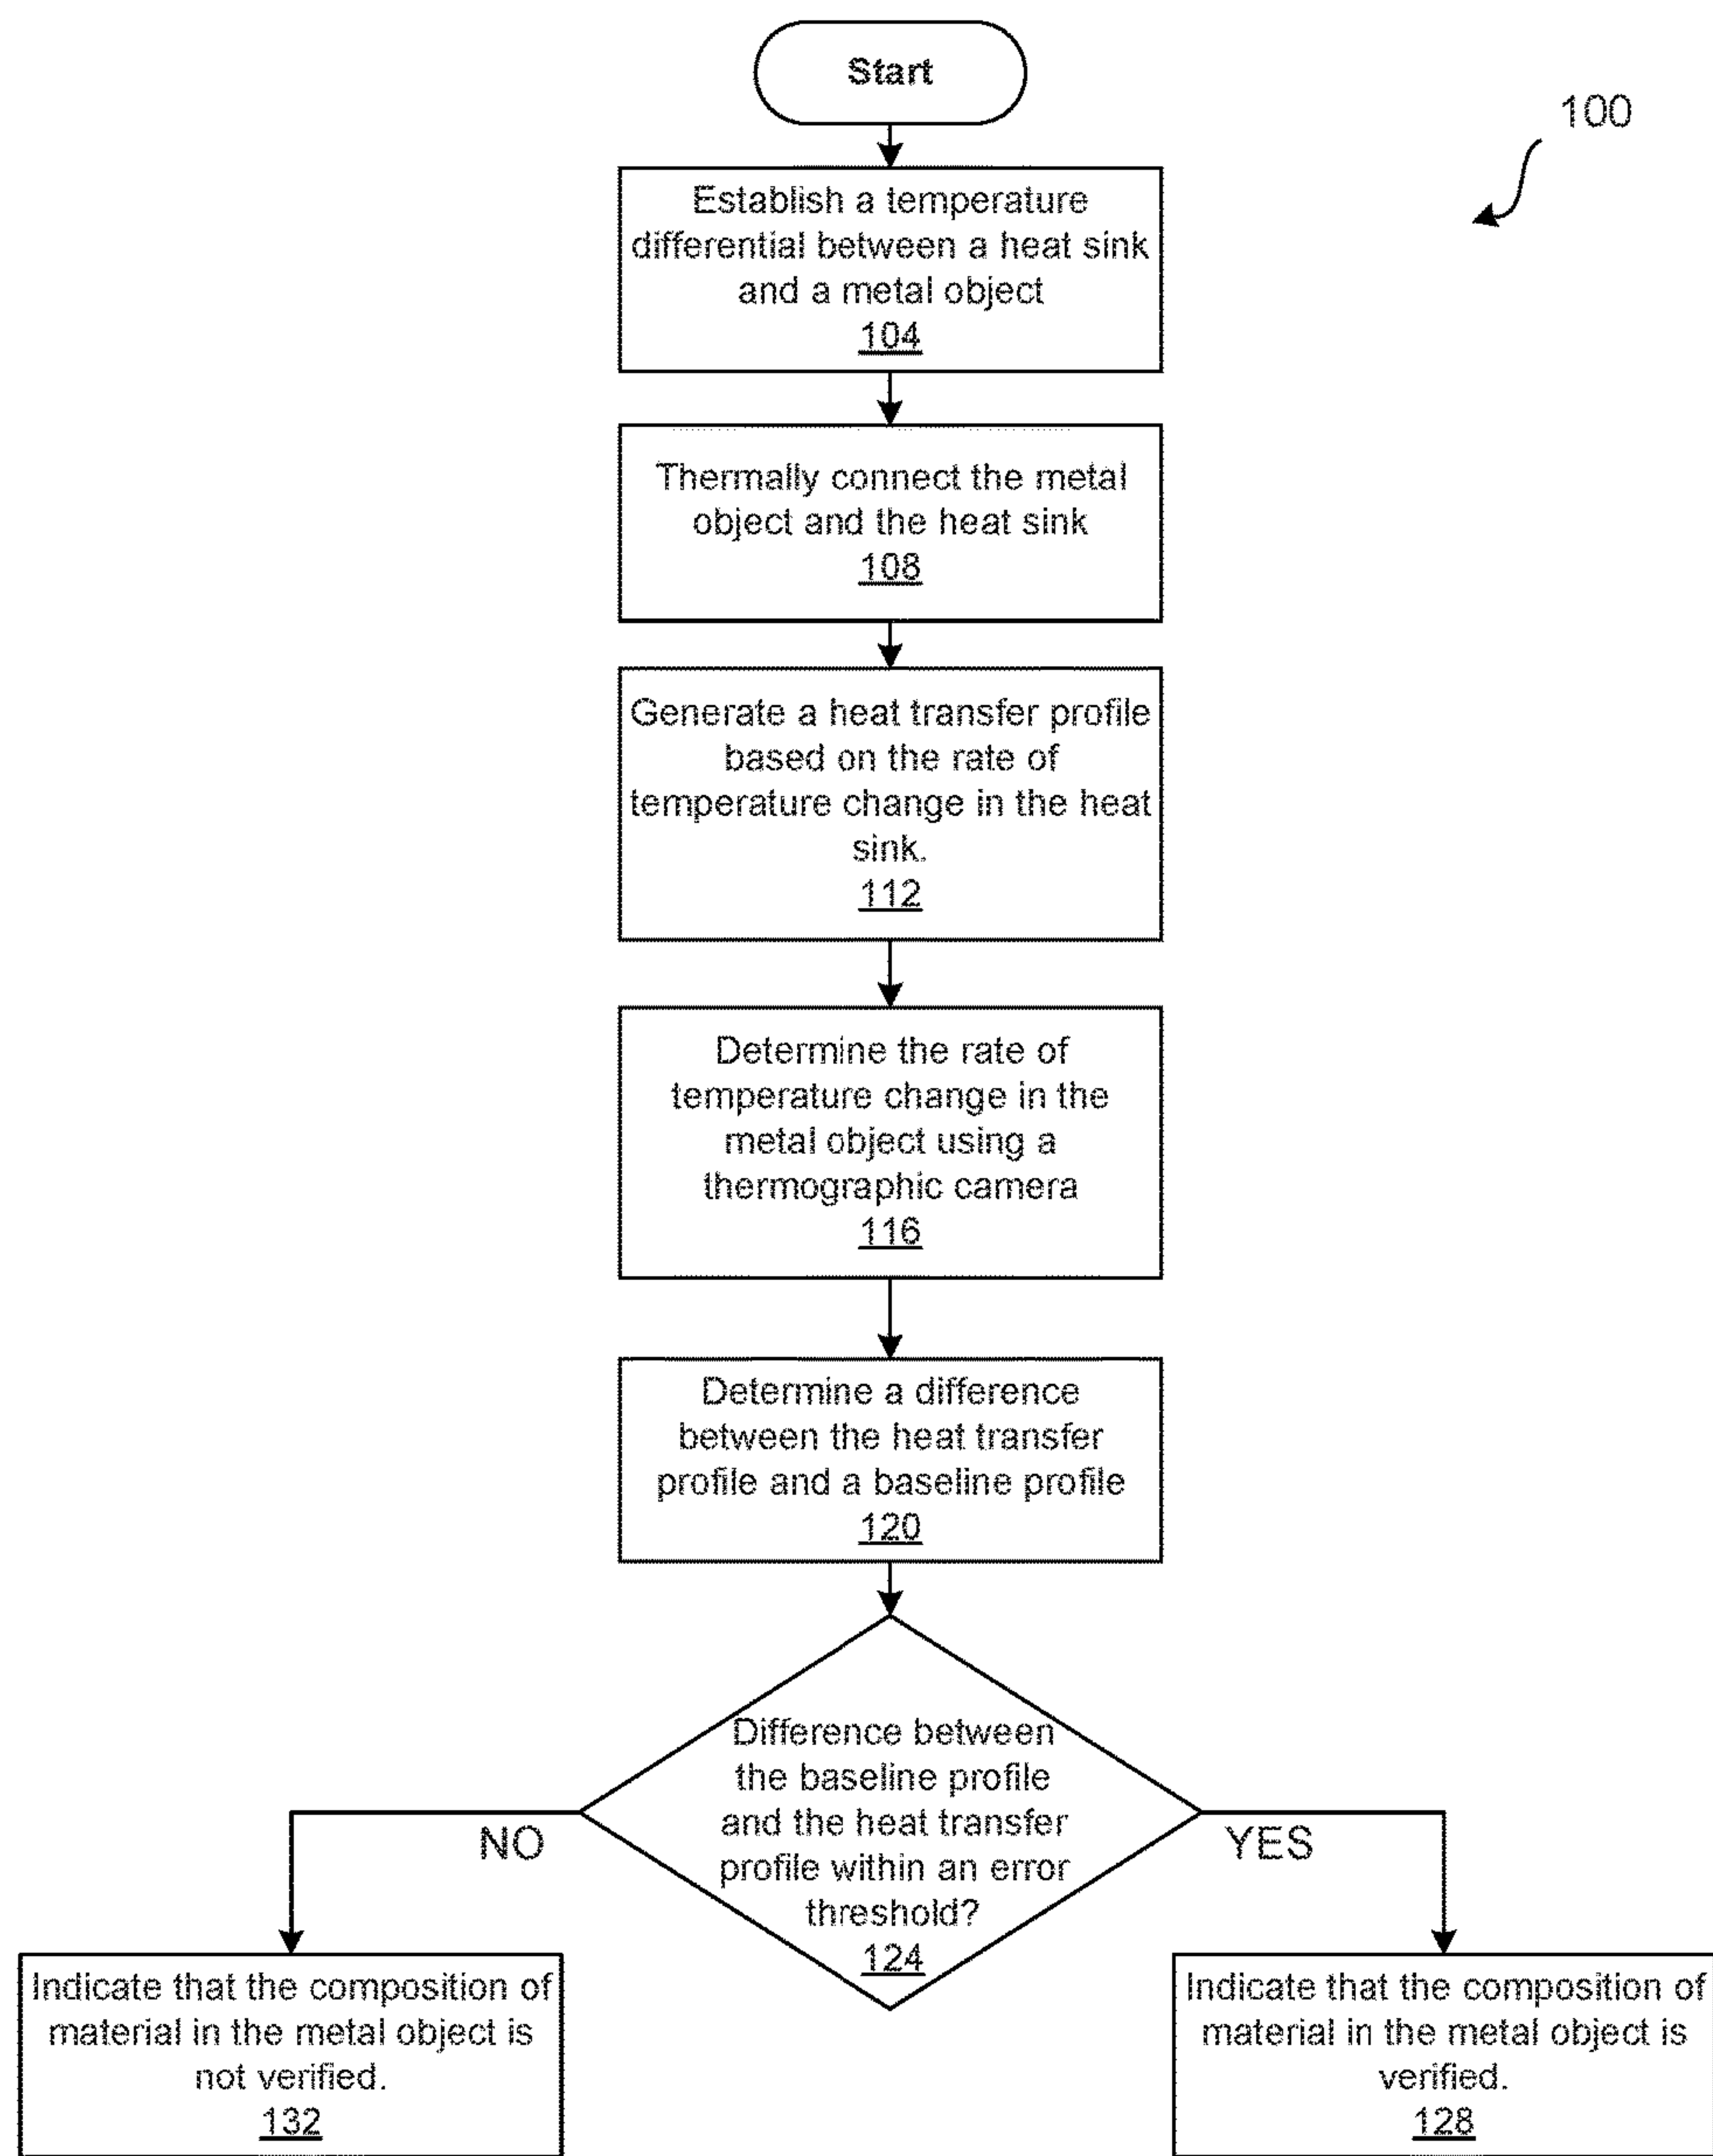 Start
100
Establish a temperature
differential between a heat sink
and a metal object
104
Thermally connect the metal
object and the heat sink
108
Generate a heat transfer profile
based on the rate of
temperature change in the heat
sink.
112
Determine the rate of
temperature change in the
metal object using a
thermographic camera
116
Determine a difference
between the heat transfer
profile and a baseline profile
120
Difference between
the baseline profile
and the heat transfer
profile within an error
threshold?
124
NO
YES
Indicate that the composition of
material in the metal object is
not verified.
132
Indicate that the composition of
material in the metal object is
verified.
128